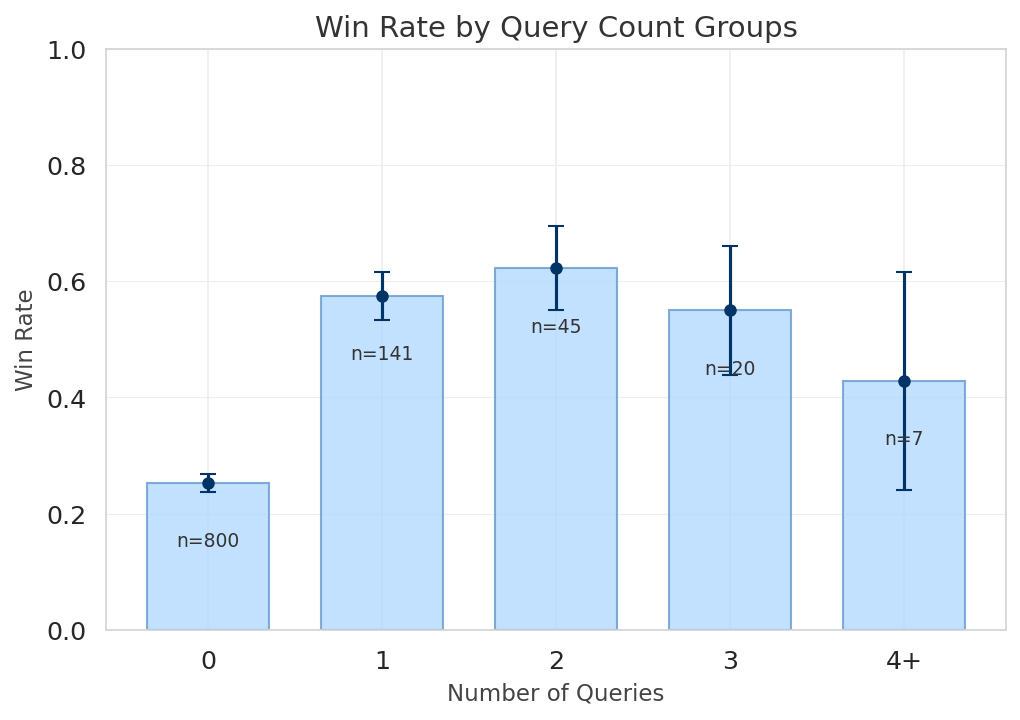 Win Rate by Query Count Groups
1.0
0.8
0.6
0.4
0.2
0.0
Win Rate
n=800
n=141
n=45
n=20
n=7
0
1
2
3
4+
Number of Queries